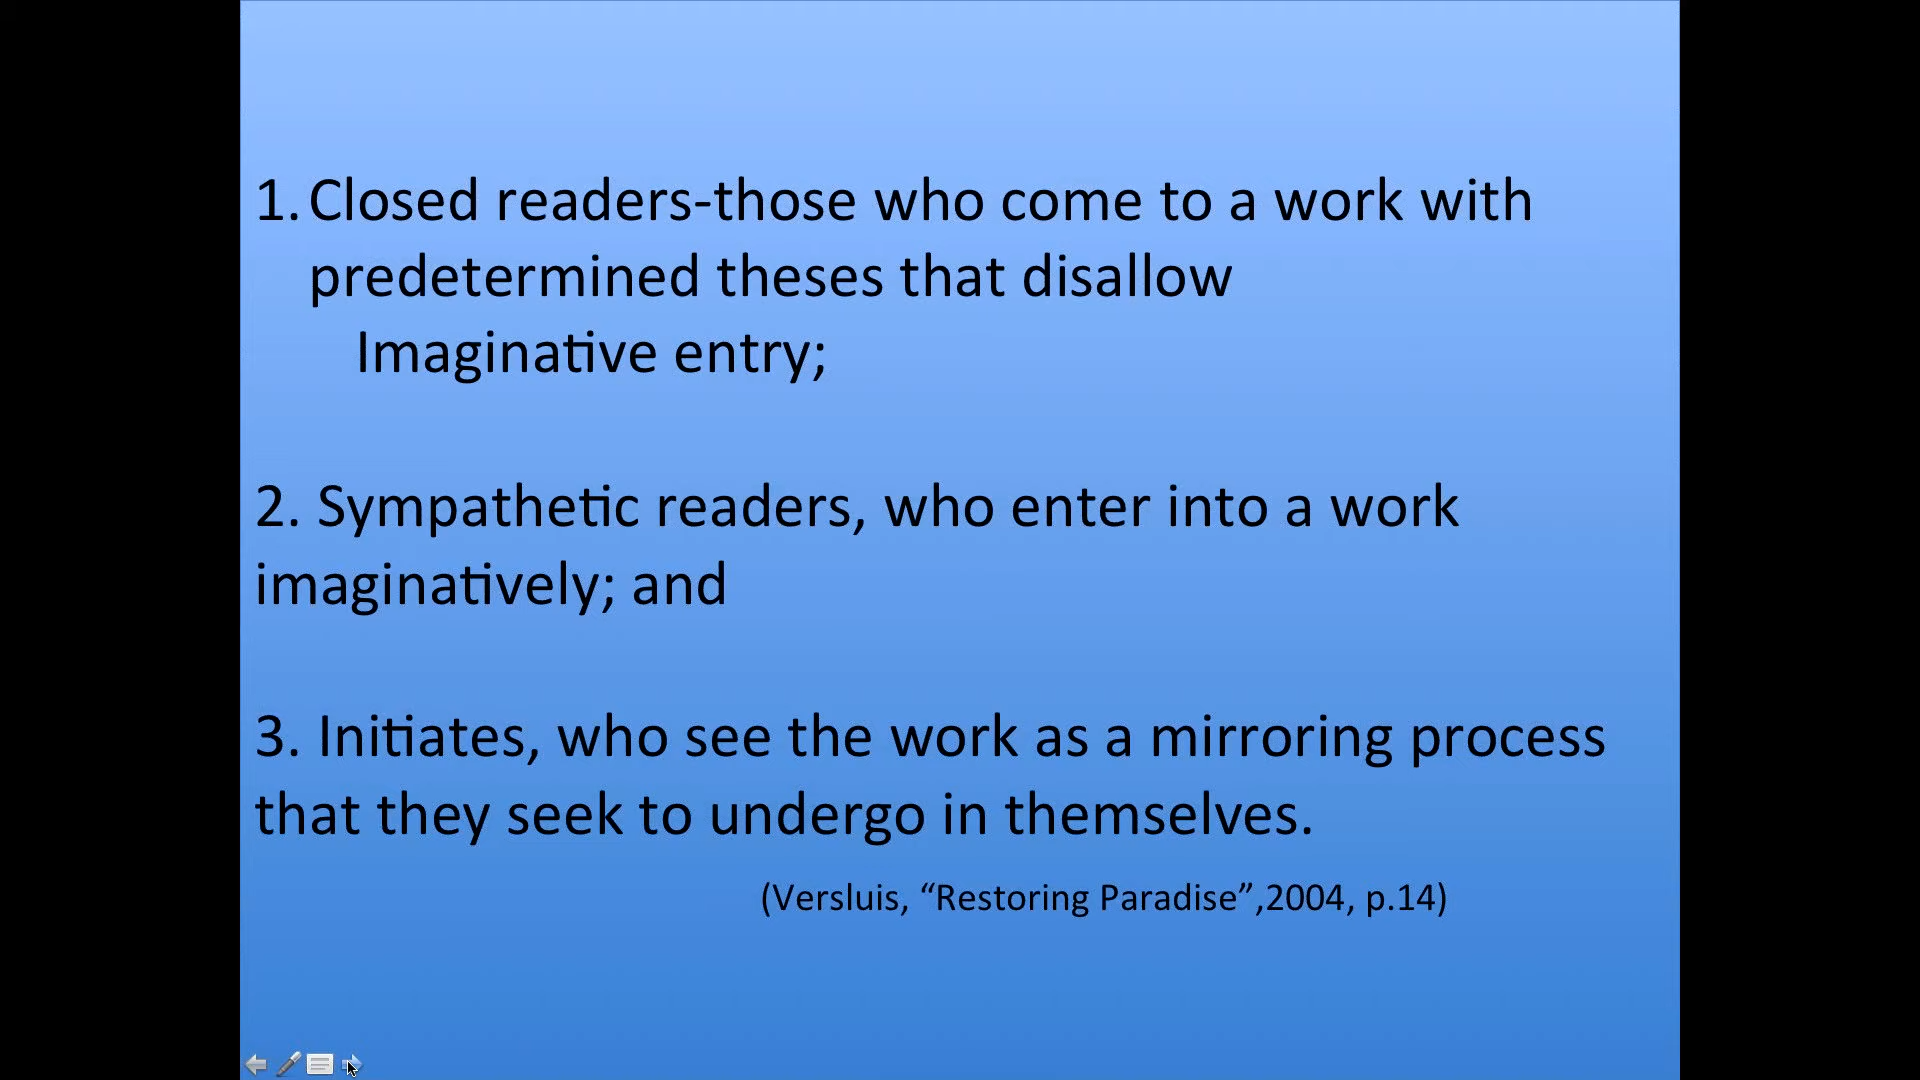 1. Closed readers-those who come to a work with
predetermined theses that disallow
Imaginative entry;
2. Sympathetic readers, who enter into a work
imaginatively; and
3. Initiates, who see the work as a mirroring process
that they seek to undergo in themselves.
(Versluis, “Restoring Paradise”,2004, p.14)